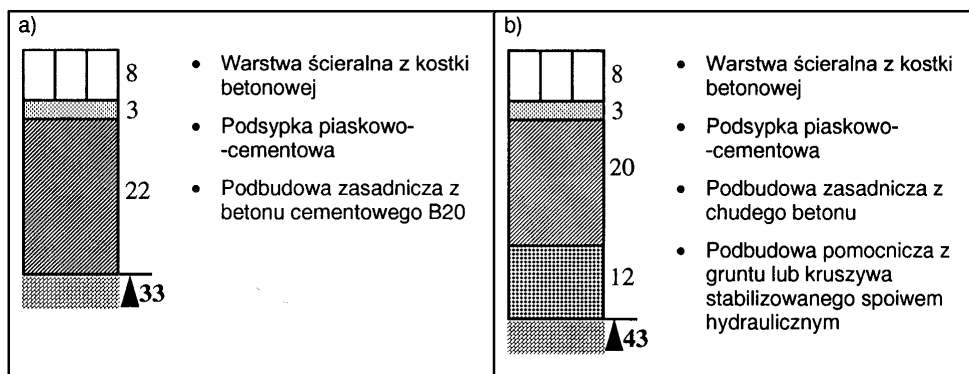 a)
8
3
22
33
• Warstwa ścieralna z kostki
betonowej
• Podsypka piaskowo-
-cementowa
• Podbudowa zasadnicza z
betonu cementowego B20
b)
8
3
20
12
43
• Warstwa ścieralna z kostki
betonowej
• Podsypka piaskowo-
-cementowa
• Podbudowa zasadnicza z
chudego betonu
• Podbudowa pomocnicza z
gruntu lub kruszywa
stabilizowanego spoiwem
hydraulicznym